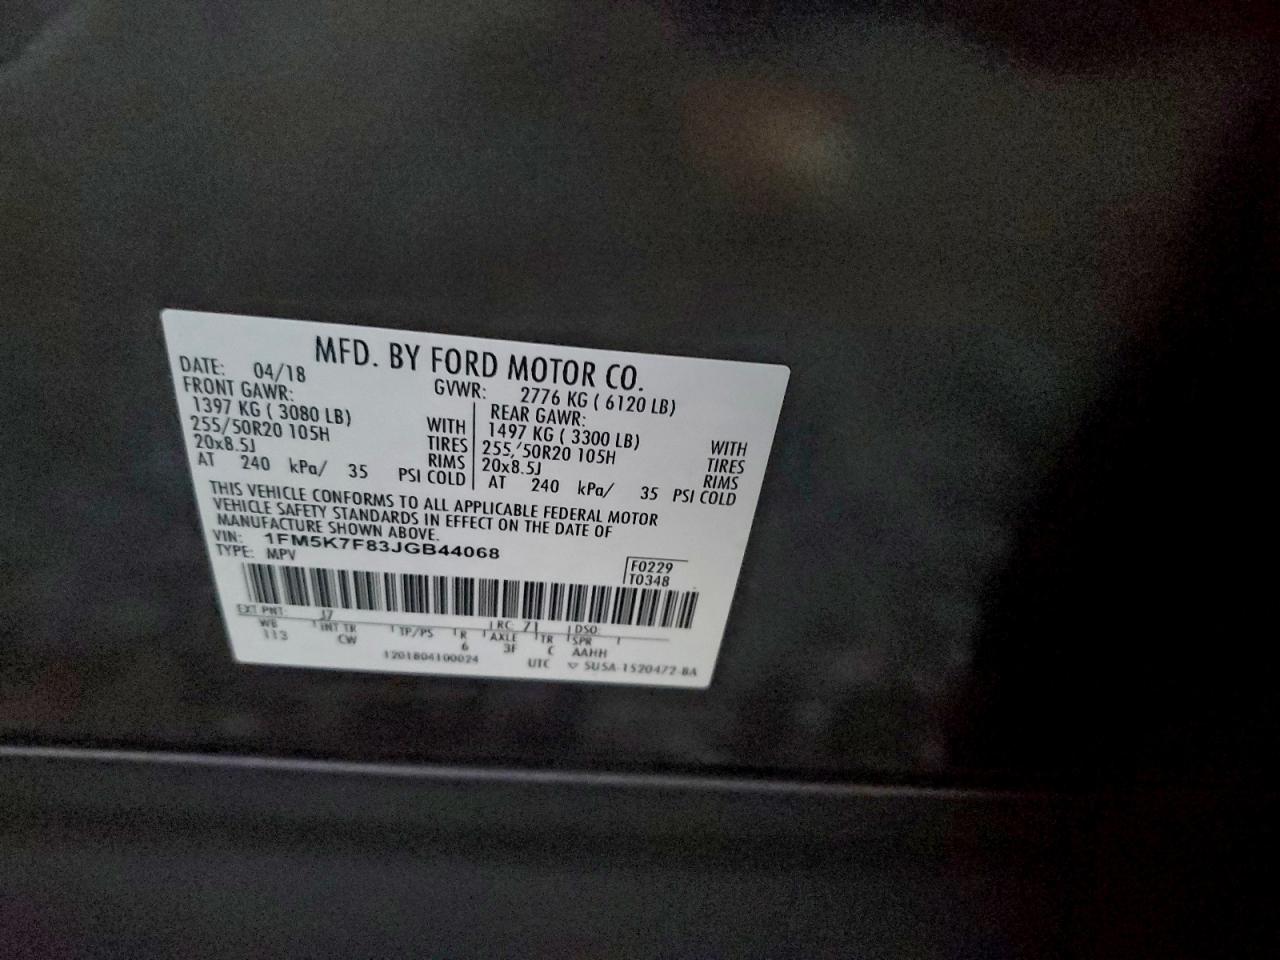 MFD. BY FORD MOTOR CO.
DATE: 04/18 GVWR: 2776 KG ( 6120 LB)
FRONT GAWR: REAR GAWR:
1397 KG ( 3080 LB) WITH 1497 KG ( 3300 LB) WITH
255/50R20 105H TIRES 255/50R20 105H TIRES
20x8.5J RIMS 20x8.5J RIMS
AT 240 kPa/ 35 PSI COLD AT 240 kPa/ 35 PSI COLD
THIS VEHICLE CONFORMS TO ALL APPLICABLE FEDERAL MOTOR
VEHICLE SAFETY STANDARDS IN EFFECT ON THE DATE OF
MANUFACTURE SHOWN ABOVE.
VIN: 1FM5K7F83JGB44068
TYPE: MPV
F0229
T0348
EXT PNT: J7 RC: 71 DSO:
WB INT TR TP/PS R AXLE TR SPR
113 CW 6 3F C AAHH
1201804100024 UTC ▽ 5U5A-1520472-BA